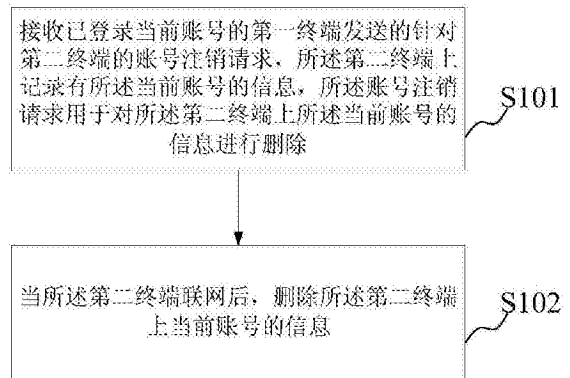 接收已登录当前账号的第一终端发送的针对
第二终端的账号注销请求，所述第二终端上
记录有所述当前账号的信息，所述账号注销
请求用于对所述第二终端上所述当前账号的
信息进行删除
S101
当所述第二终端联网后，删除所述第二终端
上当前账号的信息
S102